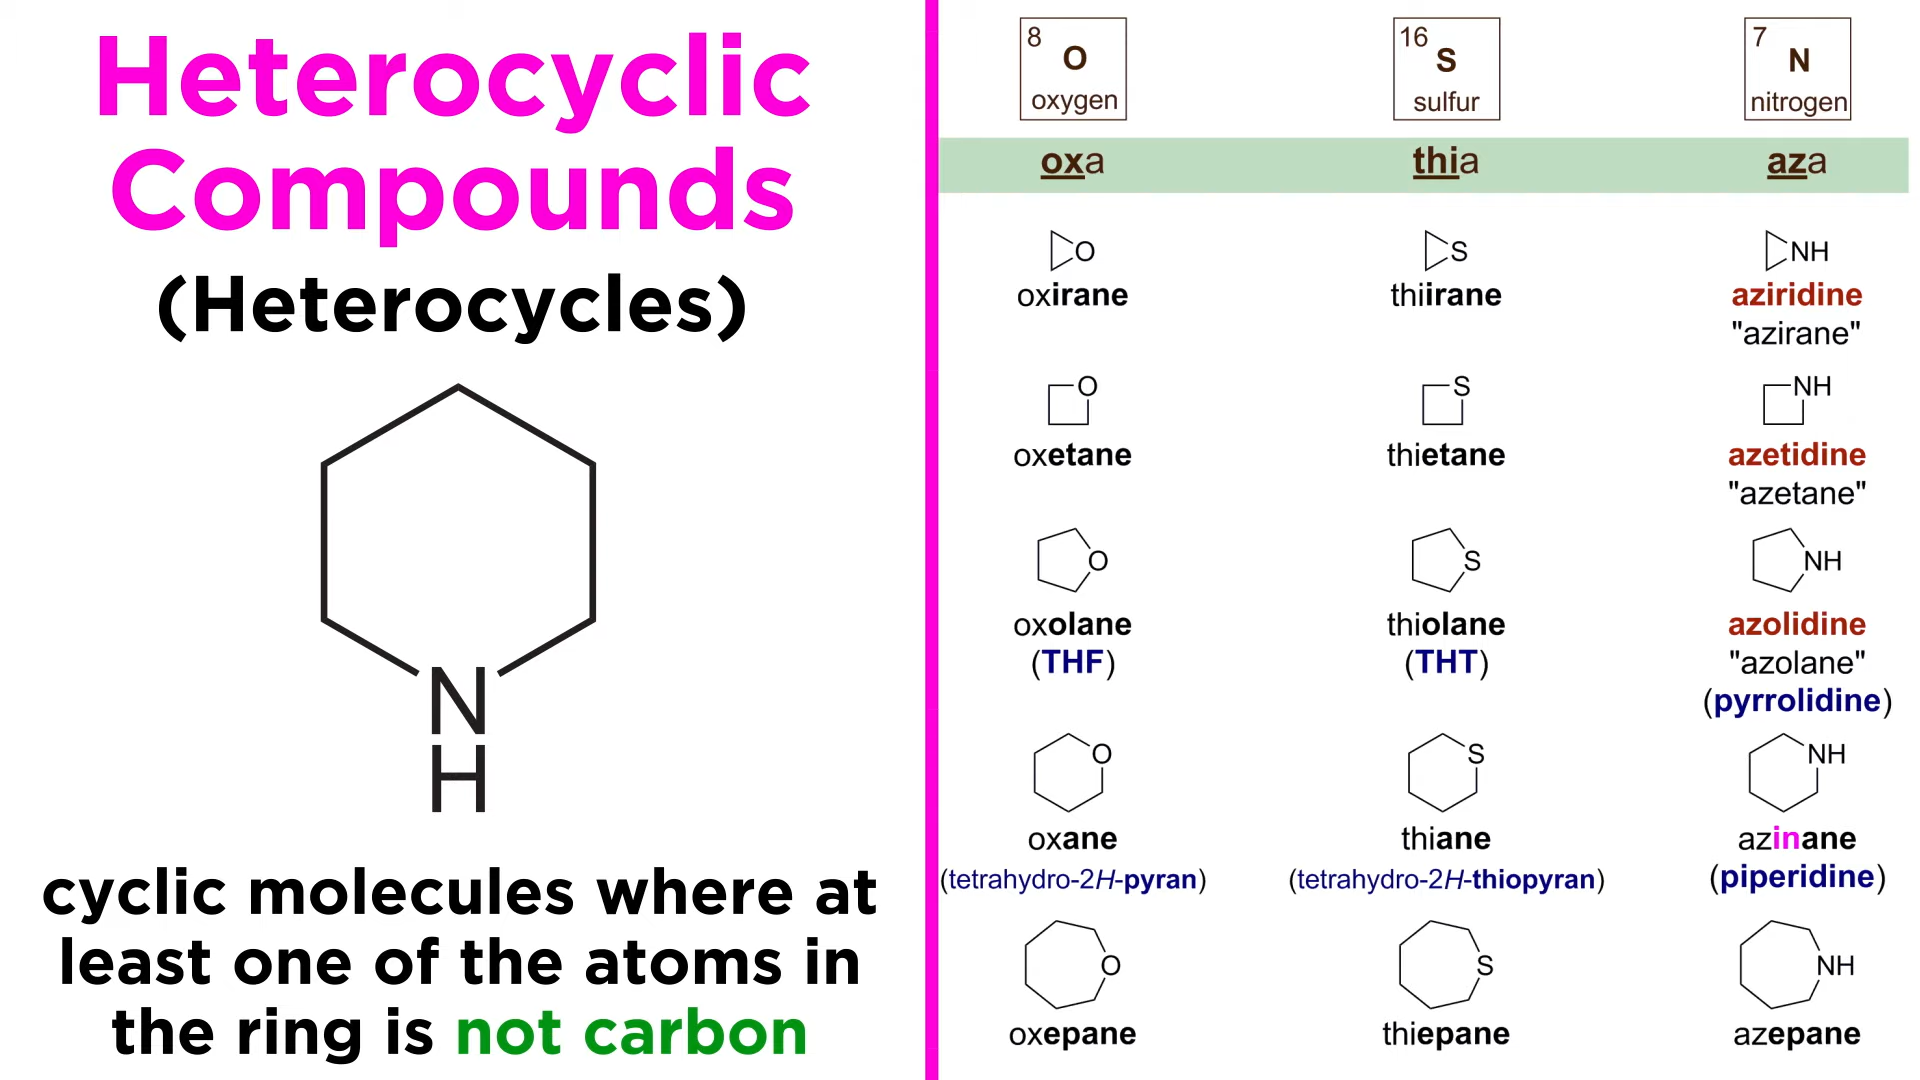 Heterocyclic
Compounds
(Heterocycles)
N
H
cyclic molecules where at
least one of the atoms in
the ring is not carbon
8 O oxygen
16 S sulfur
7 N nitrogen
oxa thia aza
O S NH
oxirane thiirane aziridine
"azirane"
O S NH
oxetane thietane azetidine
"azetane"
O S NH
oxolane thiolane azolidine
(THF) (THT) "azolane"
(pyrrolidine)
O S NH
oxane thiane azinane
(tetrahydro-2H-pyran) (tetrahydro-2H-thiopyran) (piperidine)
O S NH
oxepane thiepane azepane